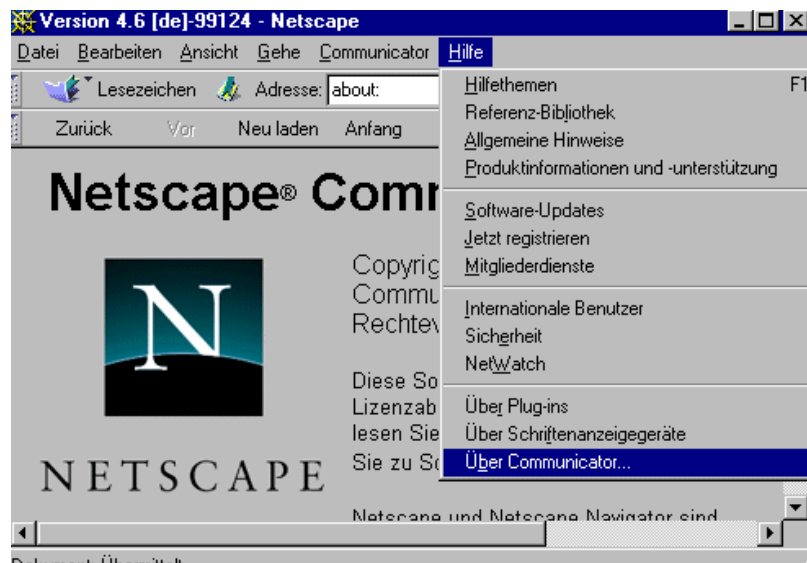 Version 4.6 [de]-99124 - Netscape
Datei Bearbeiten Ansicht Gehe Communicator Hilfe
Lesezeichen Adresse: about:
Zurück Vor Neu laden Anfang
Hilfethemen F1
Referenz-Bibliothek
Allgemeine Hinweise
Produktinformationen und -unterstützung
Software-Updates
Jetzt registrieren
Mitgliederdienste
Internationale Benutzer
Sicherheit
NetWatch
Über Plug-ins
Über Schriftenanzeigegeräte
Über Communicator...
Netscape® Comm
N
NETSCAPE
Copyrig
Commu
Rechtev
Diese So
Lizenzab
lesen Sie
Sie zu So
Netscape und Netscape Navigator sind
Dokument: Übermittelt